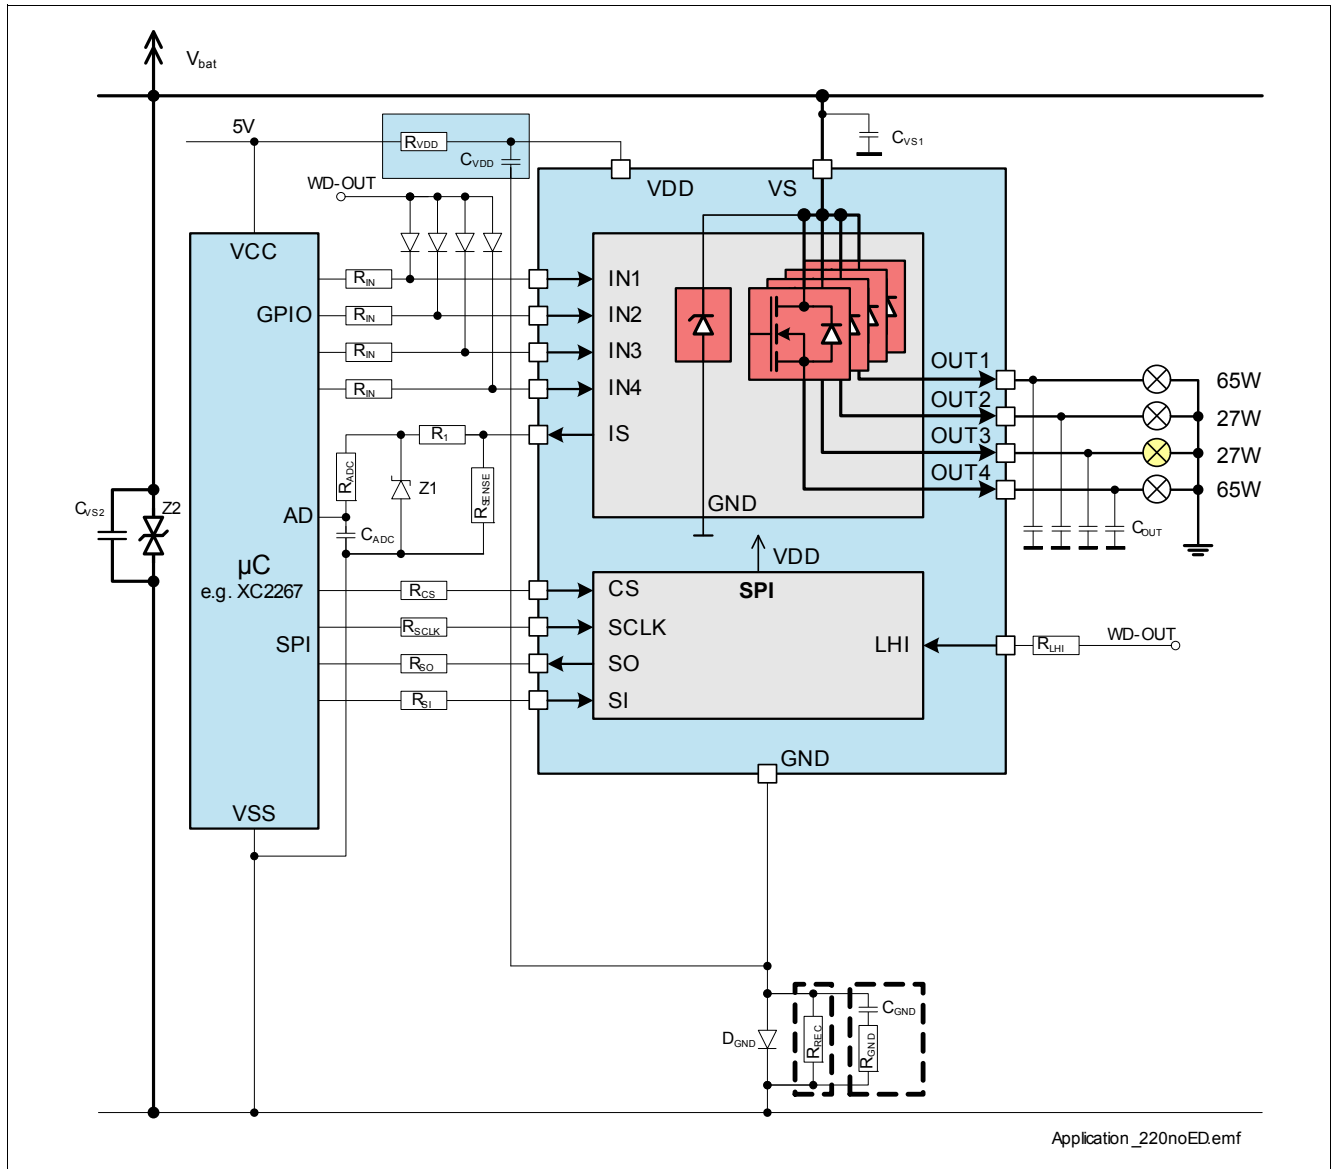 Vbat
5V
RVDD
CVDD
CVS1
WD-OUT
VDD
VS
VCC
RIN
IN1
GPIO
RIN
IN2
RIN
IN3
RIN
IN4
OUT1
65W
OUT2
27W
OUT3
27W
OUT4
65W
R1
IS
RADC
Z1
RSENSE
GND
CVS2
Z2
AD
CADC
COUT
µC
e.g. XC2267
VDD
SPI
RCS
CS
RSCLK
SCLK
SPI
RSO
SO
LHI
RLHI
WD-OUT
RSI
SI
GND
VSS
DGND
RREC
CGND
RGND
Application_220noED.emf